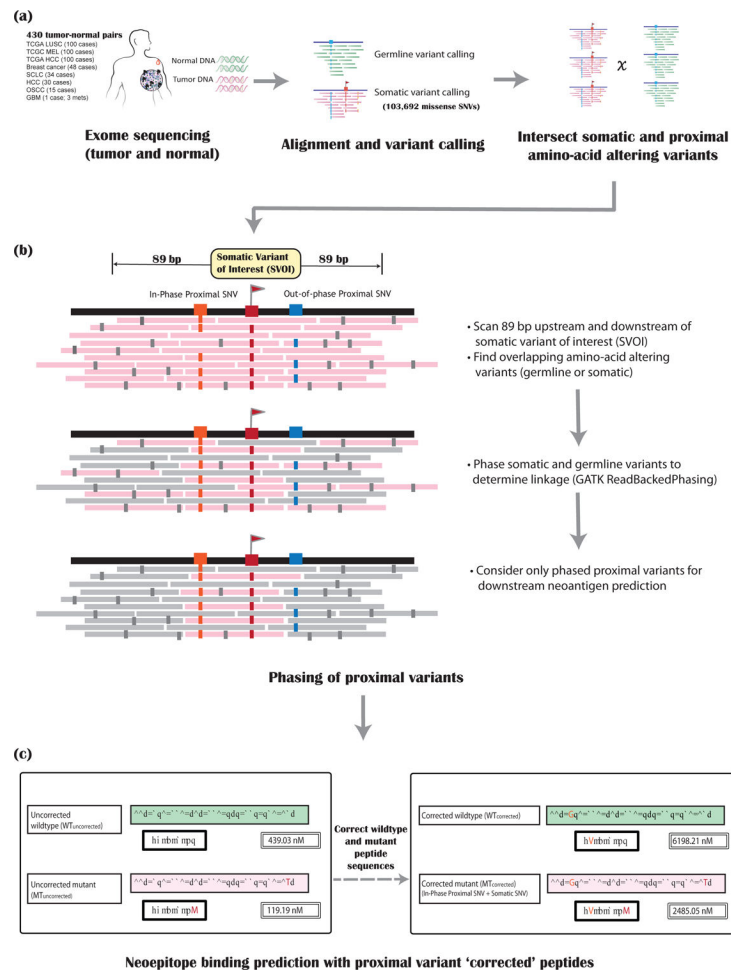 (a)
430 tumor-normal pairs
TCGA LUSC (100 cases)
TCGC MEL (100 cases)
TCGA HCC (100 cases)
Breast cancer (48 cases)
SCLC (34 cases)
HCC (30 cases)
OSCC (15 cases)
GBM (1 case; 3 mets)
Normal DNA
Tumor DNA
Exome sequencing
(tumor and normal)
Germline variant calling
Somatic variant calling
(103,692 missense SNVs)
Alignment and variant calling
x
Intersect somatic and proximal
amino-acid altering variants
(b)
89 bp
Somatic Variant
of Interest (SVOI)
89 bp
In-Phase Proximal SNV
Out-of-phase Proximal SNV
• Scan 89 bp upstream and downstream of
somatic variant of interest (SVOI)
• Find overlapping amino-acid altering
variants (germline or somatic)
• Phase somatic and germline variants to
determine linkage (GATK ReadBackedPhasing)
• Consider only phased proximal variants for
downstream neoantigen prediction
Phasing of proximal variants
(c)
Uncorrected
wildtype (WTuncorrected)
439.03 nM
Uncorrected mutant
(MTuncorrected)
119.19 nM
Correct wildtype
and mutant
peptide
sequences
Corrected wildtype (WTcorrected)
6198.21 nM
Corrected mutant (MTcorrected)
(In-Phase Proximal SNV + Somatic SNV)
2485.05 nM
Neoepitope binding prediction with proximal variant ‘corrected’ peptides